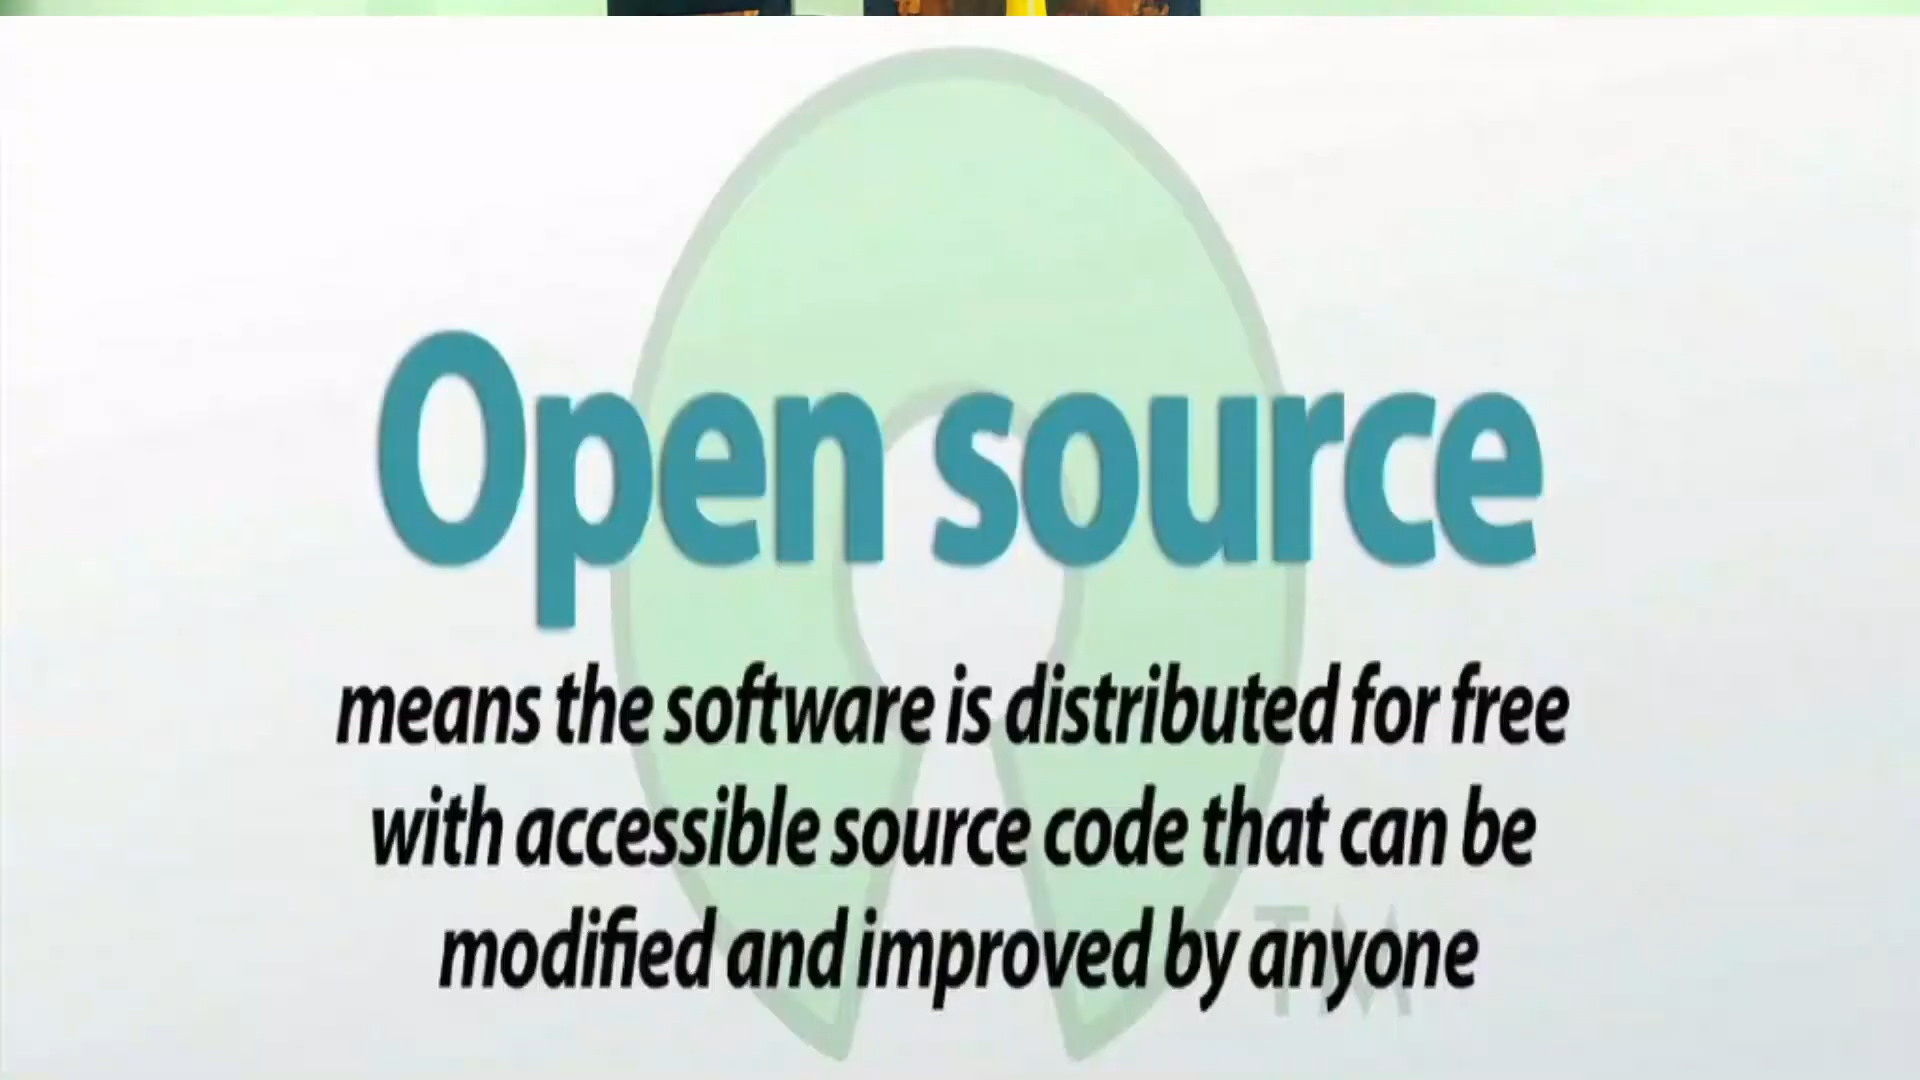 Open source
means the software is distributed for free
with accessible source code that can be
modified and improved by anyone
TM